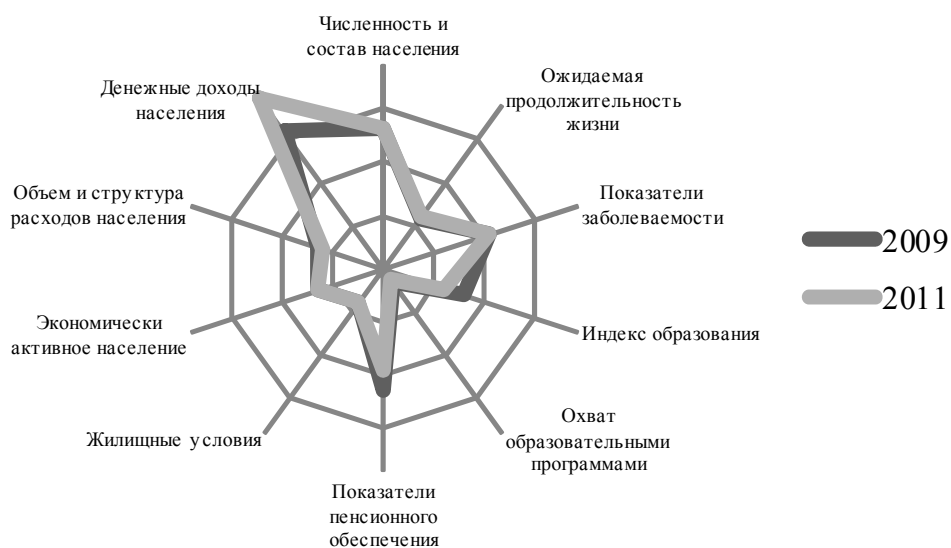 Численность и
состав населения
Ожидаемая
продолжительность
жизни
Показатели
заболеваемости
Индекс образования
Охват
образовательными
программами
Показатели
пенсионного
обеспечения
Жилищные условия
Экономически
активное население
Объем и структура
расходов населения
Денежные доходы
населения
2009
2011